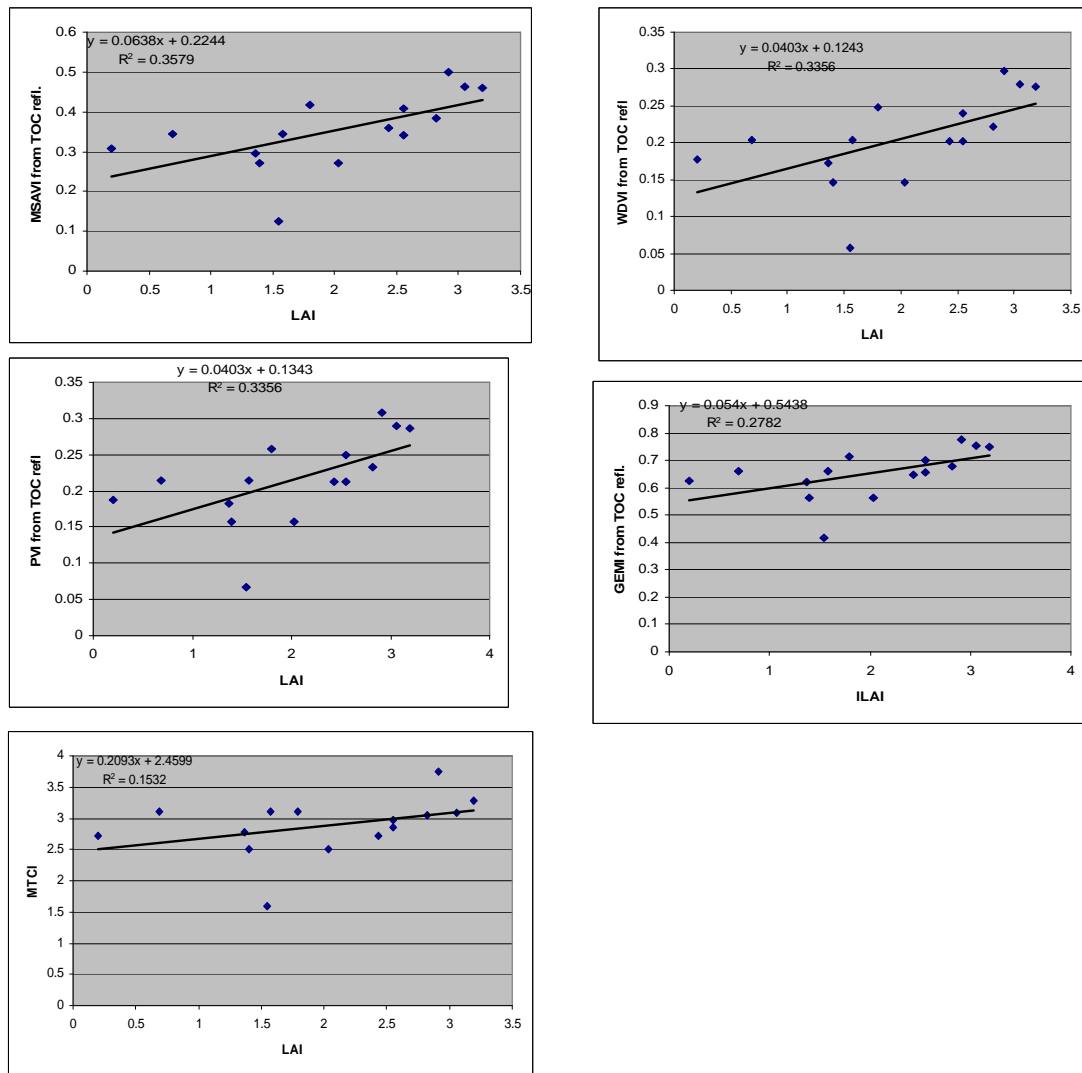 y = 0.0638x + 0.2244
R² = 0.3579
0.6
0.5
0.4
0.3
0.2
0.1
0
MSAVI from TOC refl.
0 0.5 1 1.5 2 2.5 3 3.5
LAI
y = 0.0403x + 0.1243
R² = 0.3356
0.35
0.3
0.25
0.2
0.15
0.1
0.05
0
WDVI from TOC refl
0 0.5 1 1.5 2 2.5 3 3.5
LAI
y = 0.0403x + 0.1343
R² = 0.3356
0.35
0.3
0.25
0.2
0.15
0.1
0.05
0
PVI from TOC refl
0 1 2 3 4
LAI
y = 0.054x + 0.5438
R² = 0.2782
0.9
0.8
0.7
0.6
0.5
0.4
0.3
0.2
0.1
0
GEMI from TOC refl.
0 1 2 3 4
ILAI
y = 0.2093x + 2.4599
R² = 0.1532
4
3.5
3
2.5
2
1.5
1
0.5
0
MTCI
0 0.5 1 1.5 2 2.5 3 3.5
LAI